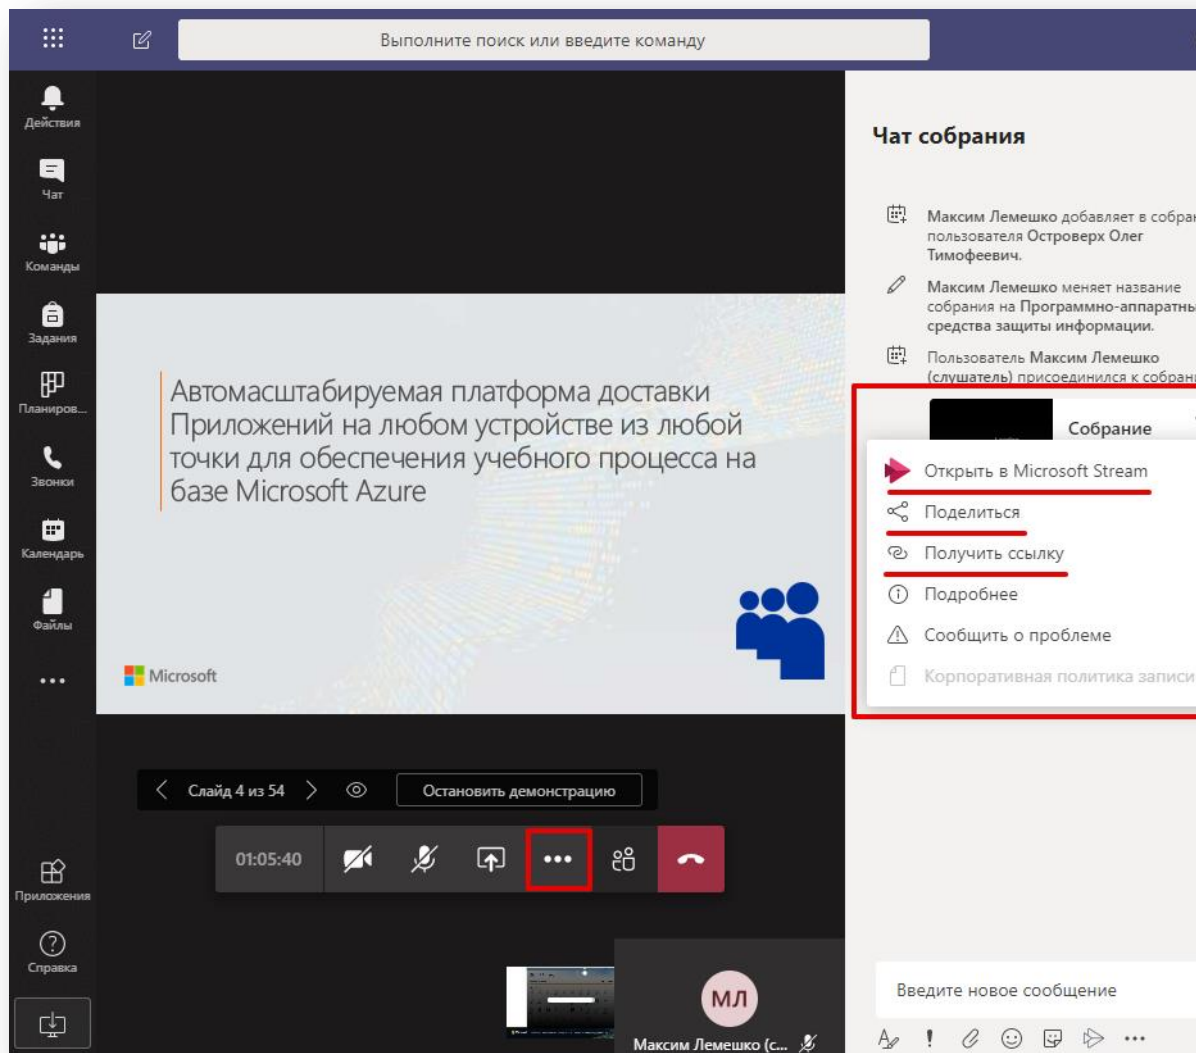 Выполните поиск или введите команду
Действия
Чат
Команды
Задания
Планиров...
Звонки
Календарь
Файлы
Приложения
Справка
Автомасштабируемая платформа доставки
Приложений на любом устройстве из любой
точки для обеспечения учебного процесса на
базе Microsoft Azure
Microsoft
Слайд 4 из 54
Остановить демонстрацию
01:05:40
МЛ
Максим Лемешко (с...
Чат собрания
Максим Лемешко добавляет в собран
пользователя Островерх Олег
Тимофеевич.
Максим Лемешко меняет название
собрания на Программно-аппаратны
средства защиты информации.
Пользователь Максим Лемешко
(слушатель) присоединился к собран
Собрание
Открыть в Microsoft Stream
Поделиться
Получить ссылку
Подробнее
Сообщить о проблеме
Корпоративная политика записи
Введите новое сообщение